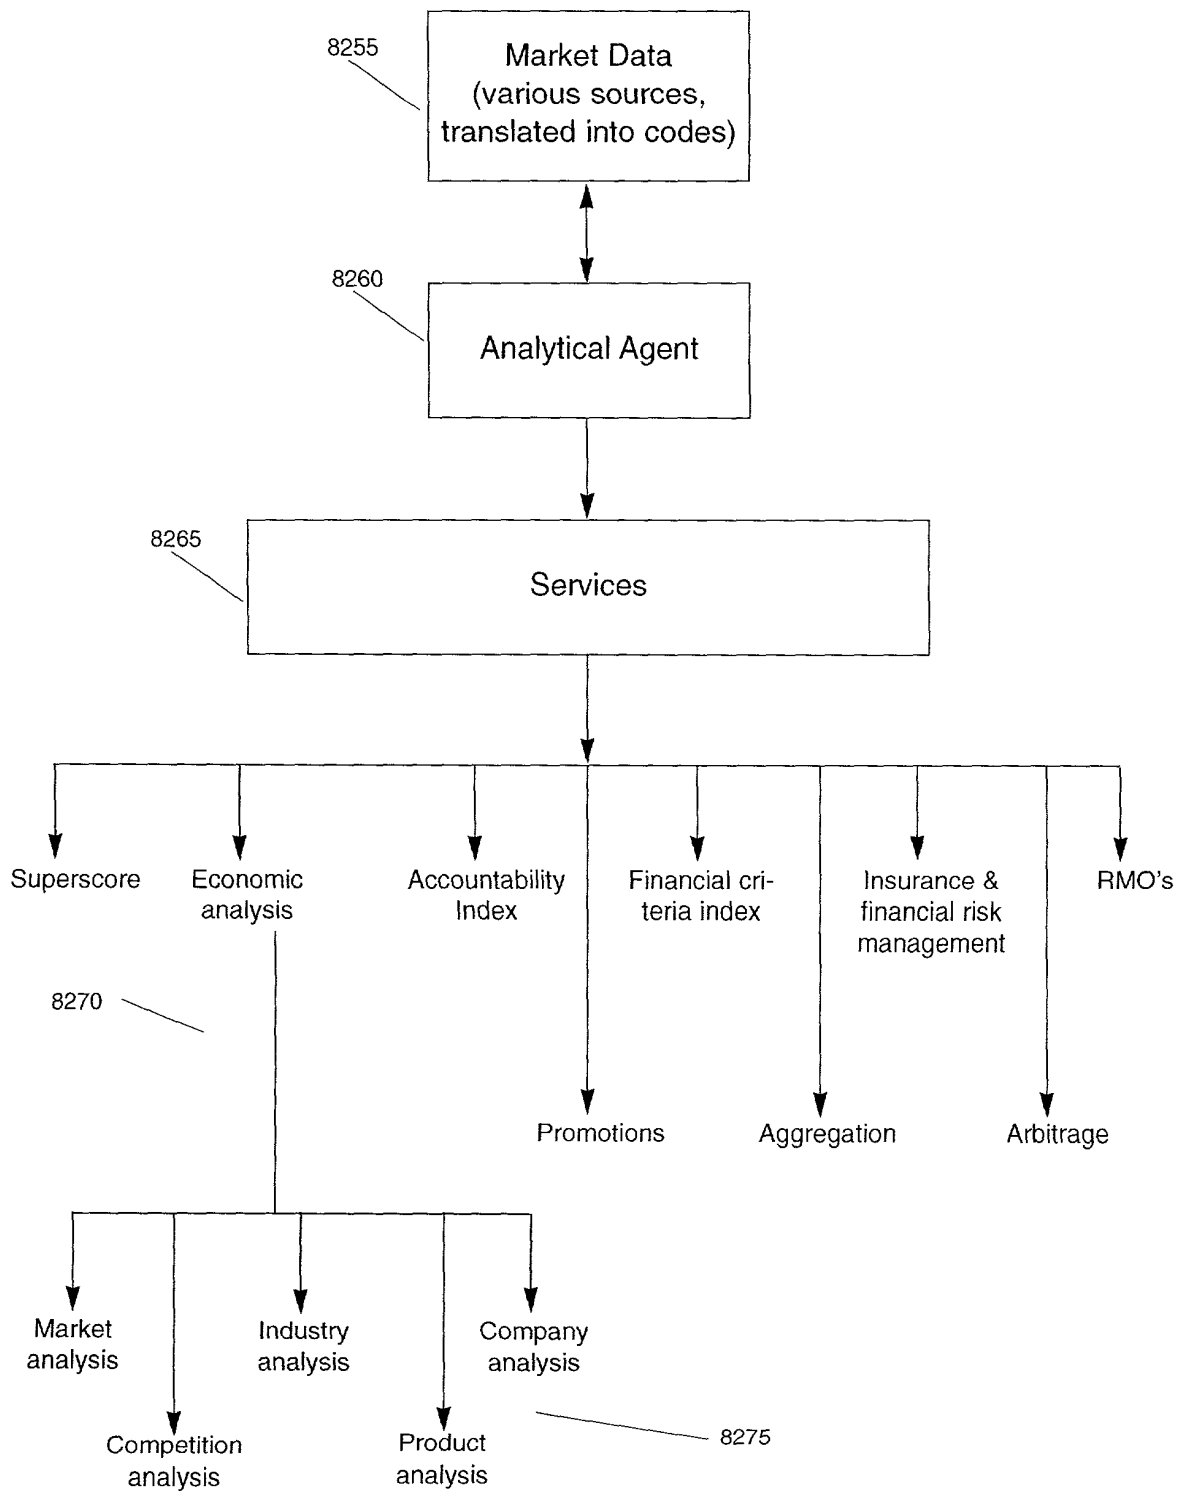 8255
Market Data
(various sources,
translated into codes)
8260
Analytical Agent
8265
Services
Superscore
Economic
analysis
Accountability
Index
Financial cri-
teria index
Insurance &
financial risk
management
RMO's
8270
Promotions
Aggregation
Arbitrage
Market
analysis
Industry
analysis
Company
analysis
Competition
analysis
Product
analysis
8275